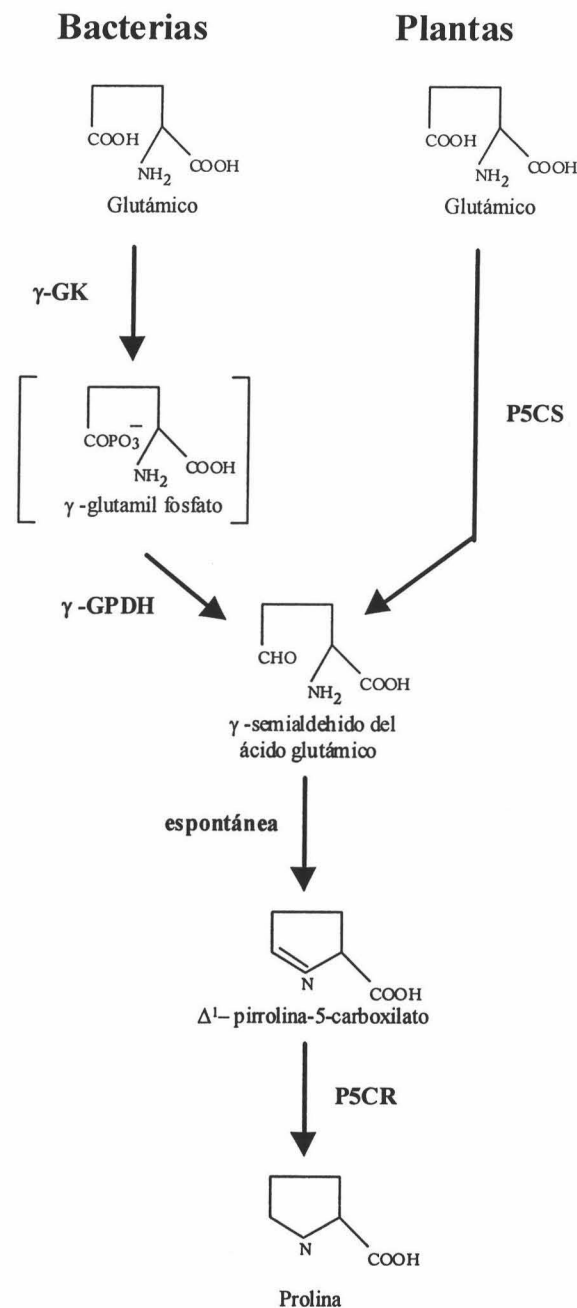 Bacterias Plantas
COOH COOH
NH₂ COOH NH₂ COOH
Glutámico Glutámico
γ-GK
P5CS
COPO₃⁻ COOH
NH₂
γ-glutamil fosfato
γ-GPDH
CHO COOH
NH₂
γ-semialdehido del
ácido glutámico
espontánea
N
COOH
Δ¹– pirrolina-5-carboxilato
P5CR
N
COOH
Prolina